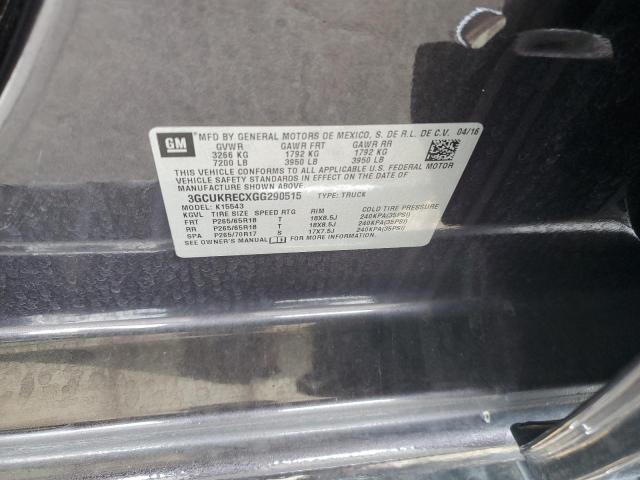 GM MFD BY GENERAL MOTORS DE MEXICO, S. DE R.L. DE C.V. 04/16
GVWR GAWR FRT GAWR RR
3266 KG 1792 KG 1792 KG
7200 LB 3950 LB 3950 LB
THIS VEHICLE CONFORMS TO ALL APPLICABLE U.S. FEDERAL MOTOR
VEHICLE SAFETY STANDARDS IN EFFECT ON THE DATE OF
MANUFACTURE SHOWN ABOVE.
3GCUKRECXGG290515 TYPE: TRUCK
MODEL: K15543
KGVL TIRE SIZE SPEED RTG RIM COLD TIRE PRESSURE
FRT P265/65R18 T 18X8.5J 240KPA(35PSI)
RR P265/65R18 T 18X8.5J 240KPA(35PSI)
SPA P265/70R17 S 17X7.5J 240KPA(35PSI)
SEE OWNER'S MANUAL FOR MORE INFORMATION.